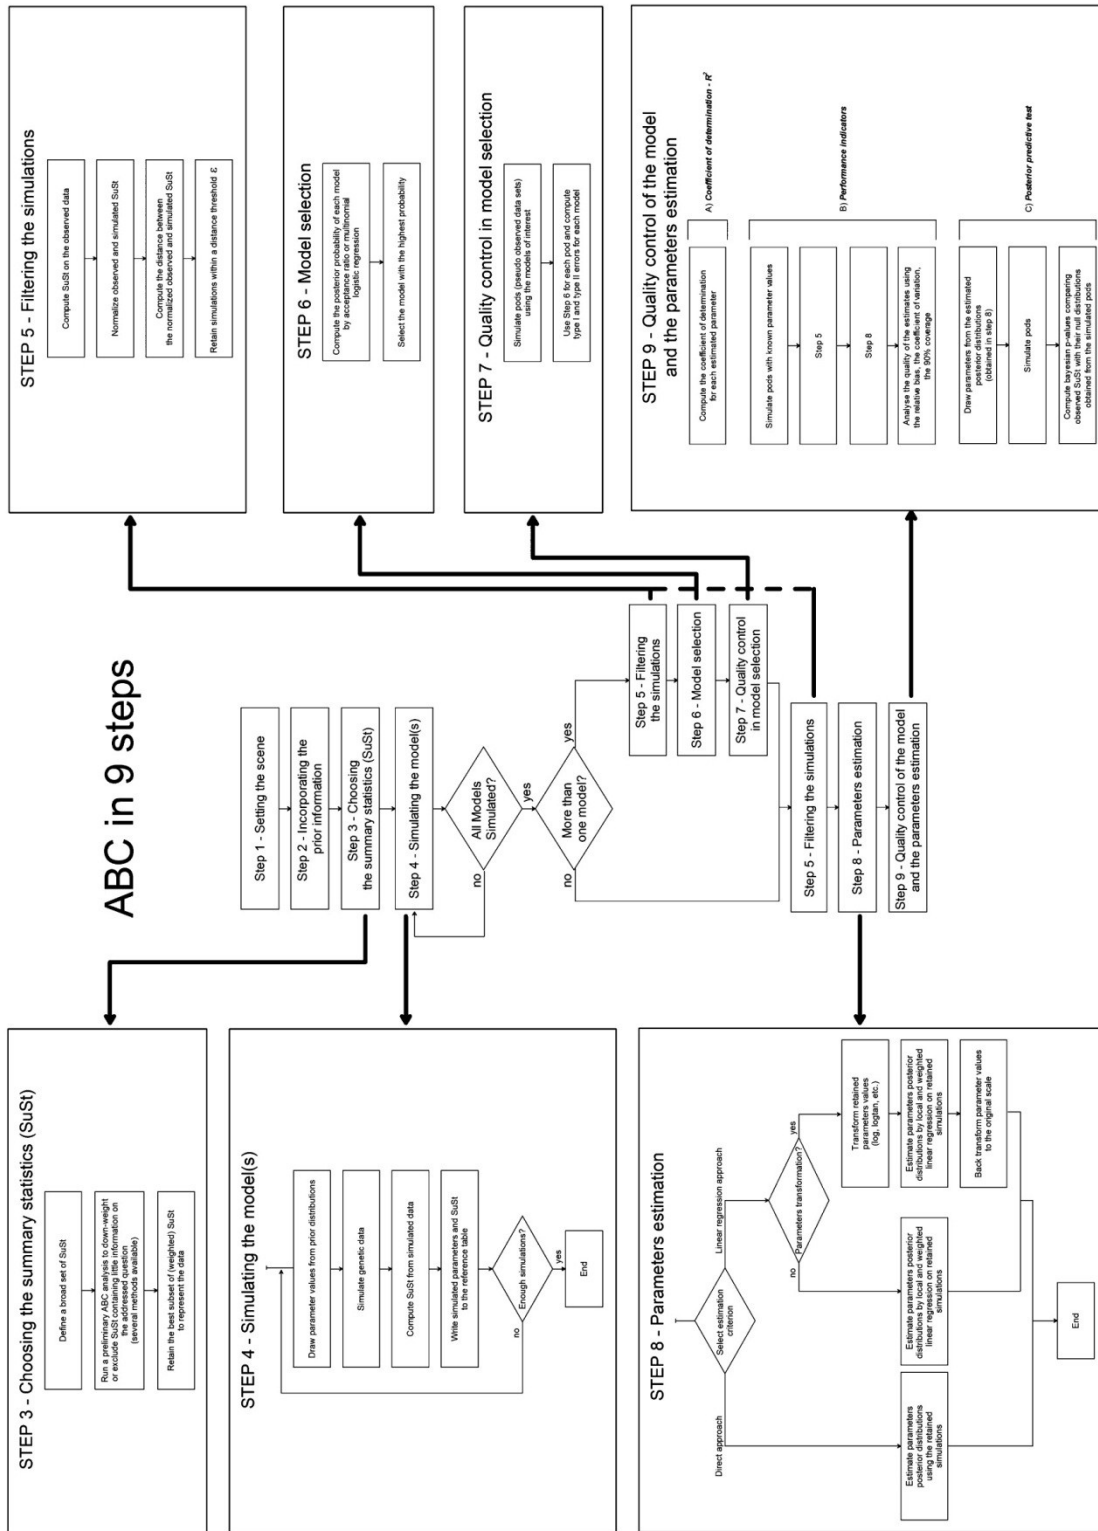 ABC in 9 steps
STEP 3 - Choosing the summary statistics (SuSt)
Define a broad set of SuSt
Run a preliminary ABC analysis to down-weight
or exclude SuSt containing little information on
the addressed question
(several methods available)
Retain the best subset of (weighted) SuSt
to represent the data
STEP 4 - Simulating the model(s)
Draw parameter values from prior distributions
Simulate genetic data
Compute SuSt from simulated data
Write simulated parameters and SuSt
to the reference table
Enough simulations?
no
yes
End
STEP 8 - Parameters estimation
Select estimation
criterion
Direct approach
Linear regression approach
Parameters transformation?
no
yes
Estimate parameters
posterior distributions
using the retained
simulations
Estimate parameters posterior
distributions by local and weighted
linear regression on retained
simulations
Transform retained
parameters values
(log, logtan, etc.)
Estimate parameters posterior
distributions by local and weighted
linear regression on retained
simulations
Back transform parameter values
to the original scale
End
Step 1 - Setting the scene
Step 2 - Incorporating the
prior information
Step 3 - Choosing
the summary statistics (SuSt)
Step 4 - Simulating the model(s)
All Models
Simulated?
no
yes
More than
one model?
no
yes
Step 5 - Filtering
the simulations
Step 6 - Model selection
Step 7 - Quality control
in model selection
Step 5 - Filtering the simulations
Step 8 - Parameters estimation
Step 9 - Quality control of the model
and the parameters estimation
STEP 5 - Filtering the simulations
Compute SuSt on the observed data
Normalize observed and simulated SuSt
Compute the distance between
the normalized observed and simulated SuSt
Retain simulations within a distance threshold ε
STEP 6 - Model selection
Compute the posterior probability of each model
by acceptance ratio or multinomial
logistic regression
Select the model with the highest probability
STEP 7 - Quality control in model selection
Simulate pods (pseudo observed data sets)
using the models of interest
Use Step 6 for each pod and compute
type I and type II errors for each model
STEP 9 - Quality control of the model
and the parameters estimation
Compute the coefficient of determination
for each estimated parameter
A) Coefficient of determination - R²
Simulate pods with known parameter values
Step 5
Step 8
Analyse the quality of the estimates using
the relative bias, the coefficient of variation,
the 90% coverage
B) Performance indicators
Draw parameters from the estimated
posterior distributions
(obtained in step 8)
Simulate pods
Compute bayesian p-values comparing
observed SuSt with their null distributions
obtained from the simulated pods
C) Posterior predictive test